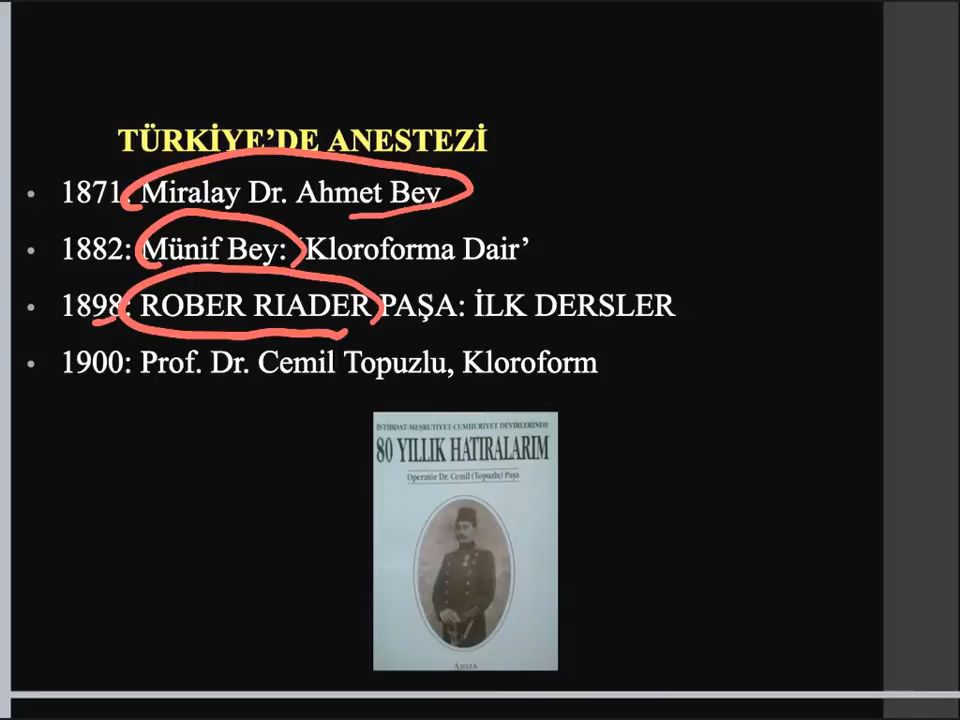 TÜRKİYE’DE ANESTEZİ
• 1871: Miralay Dr. Ahmet Bey
• 1882: Münif Bey: ‘Kloroforma Dair’
• 1898: ROBER RIADER PAŞA: İLK DERSLER
• 1900: Prof. Dr. Cemil Topuzlu, Kloroform
İSTİBDAT-MEŞRUTİYET-CUMHURİYET DEVİRLERİNDE
80 YILLIK HATIRALARIM
Operatör Dr. Cemil (Topuzlu) Paşa